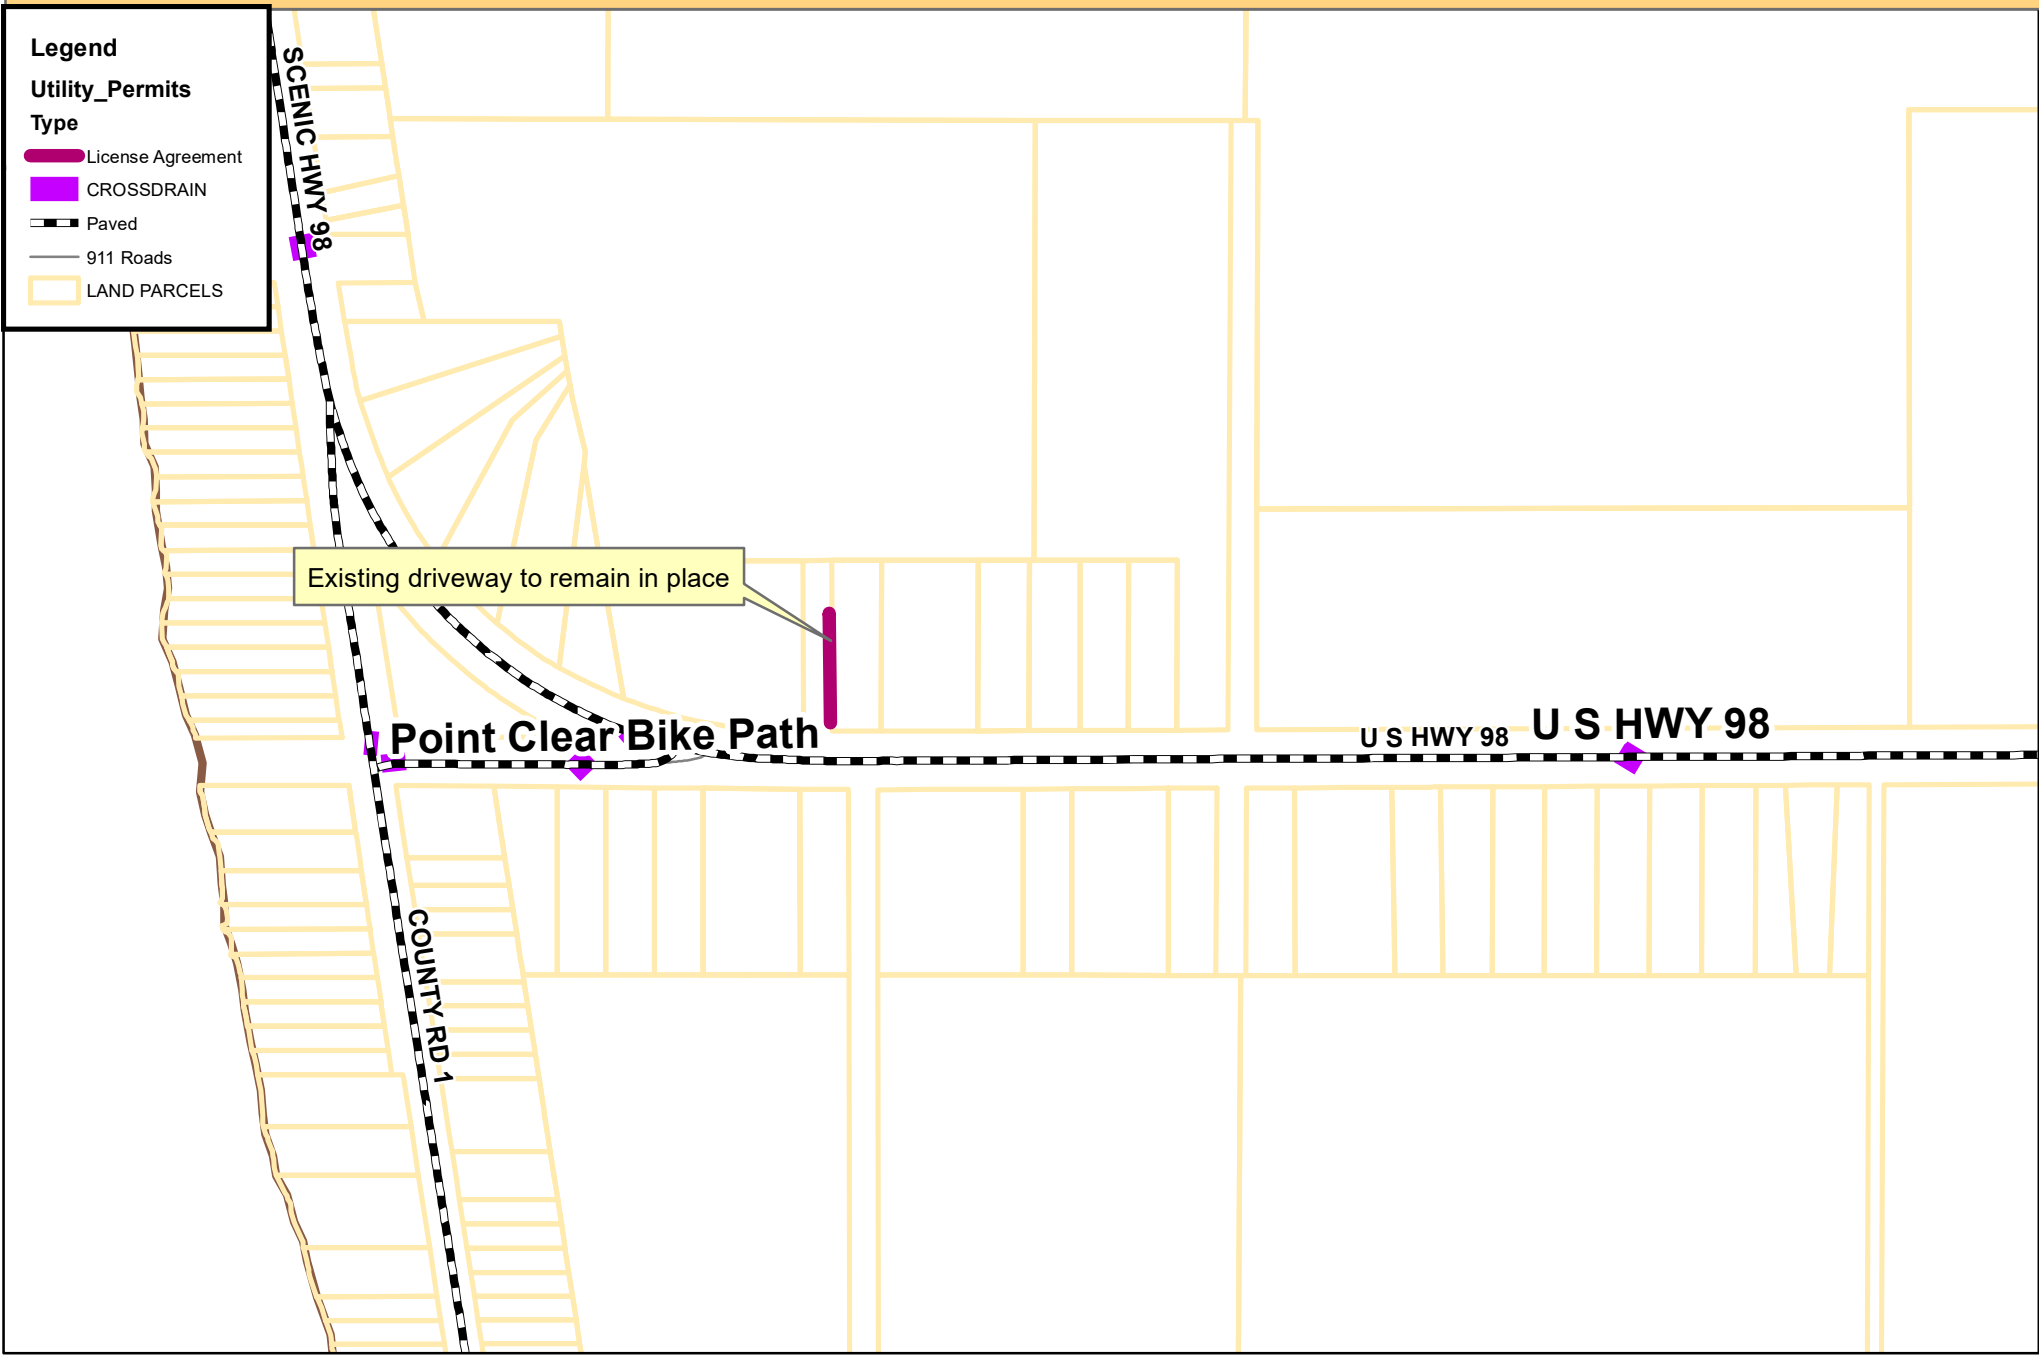 Legend
Utility_Permits
Type
License Agreement
CROSSDRAIN
Paved
911 Roads
LAND PARCELS
SCENIC HWY 98
Existing driveway to remain in place
Point Clear Bike Path
U S HWY 98
U S HWY 98
COUNTY RD 1